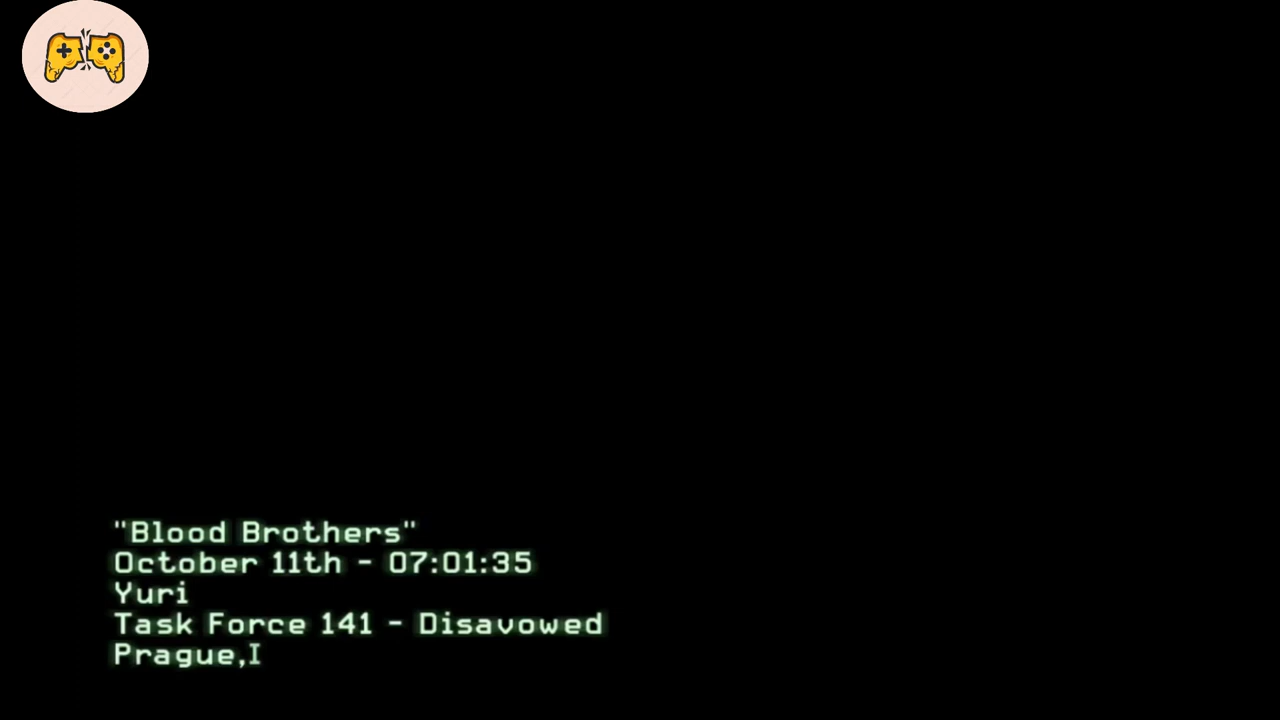 "Blood Brothers"
October 11th - 07:01:35
Yuri
Task Force 141 - Disavowed
Prague,I